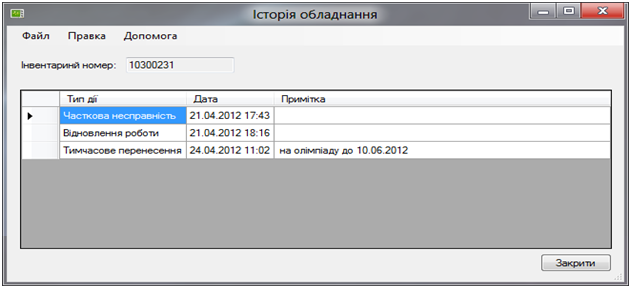 Історія обладнання
Файл Правка Допомога
Інвентариній номер: 10300231
Тип дії Дата Примітка
Часткова несправність 21.04.2012 17:43
Відновлення роботи 21.04.2012 18:16
Тимчасове перенесення 24.04.2012 11:02 на олімпіаду до 10.06.2012
Закрити